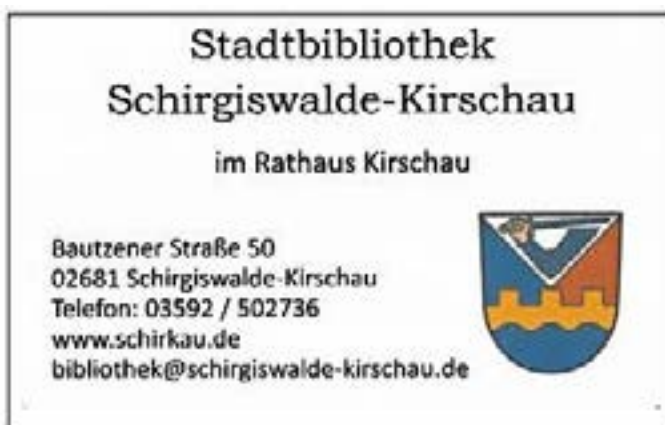 Stadtbibliothek
Schirgiswalde-Kirschau
im Rathaus Kirschau
Bautzener Straße 50
02681 Schirgiswalde-Kirschau
Telefon: 03592 / 502736
www.schirkau.de
bibliothek@schirgiswalde-kirschau.de